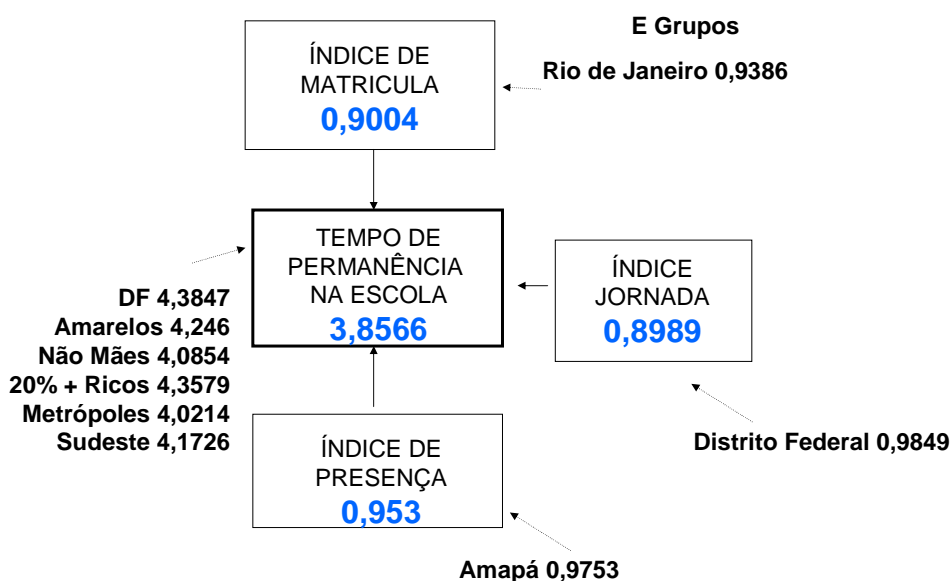 E Grupos
Rio de Janeiro 0,9386
ÍNDICE DE
MATRICULA
0,9004
TEMPO DE
PERMANÊNCIA
NA ESCOLA
3,8566
ÍNDICE
JORNADA
0,8989
DF 4,3847
Amarelos 4,246
Não Mães 4,0854
20% + Ricos 4,3579
Metrópoles 4,0214
Sudeste 4,1726
Distrito Federal 0,9849
ÍNDICE DE
PRESENÇA
0,953
Amapá 0,9753